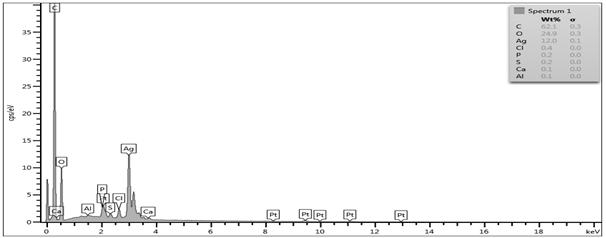 Spectrum 1
Wt% σ
C 62.1 0.3
O 24.9 0.3
Ag 12.0 0.1
Cl 0.4 0.0
P 0.2 0.0
S 0.2 0.0
Ca 0.1 0.0
Al 0.1 0.0
cps/eV
40
30
25
20
15
10
5
0
C
O
Ca
Al
P
S
Cl
Ag
Ca
Pt
Pt
Pt
Pt
Pt
0 2 4 6 8 10 12 14 16 18 keV